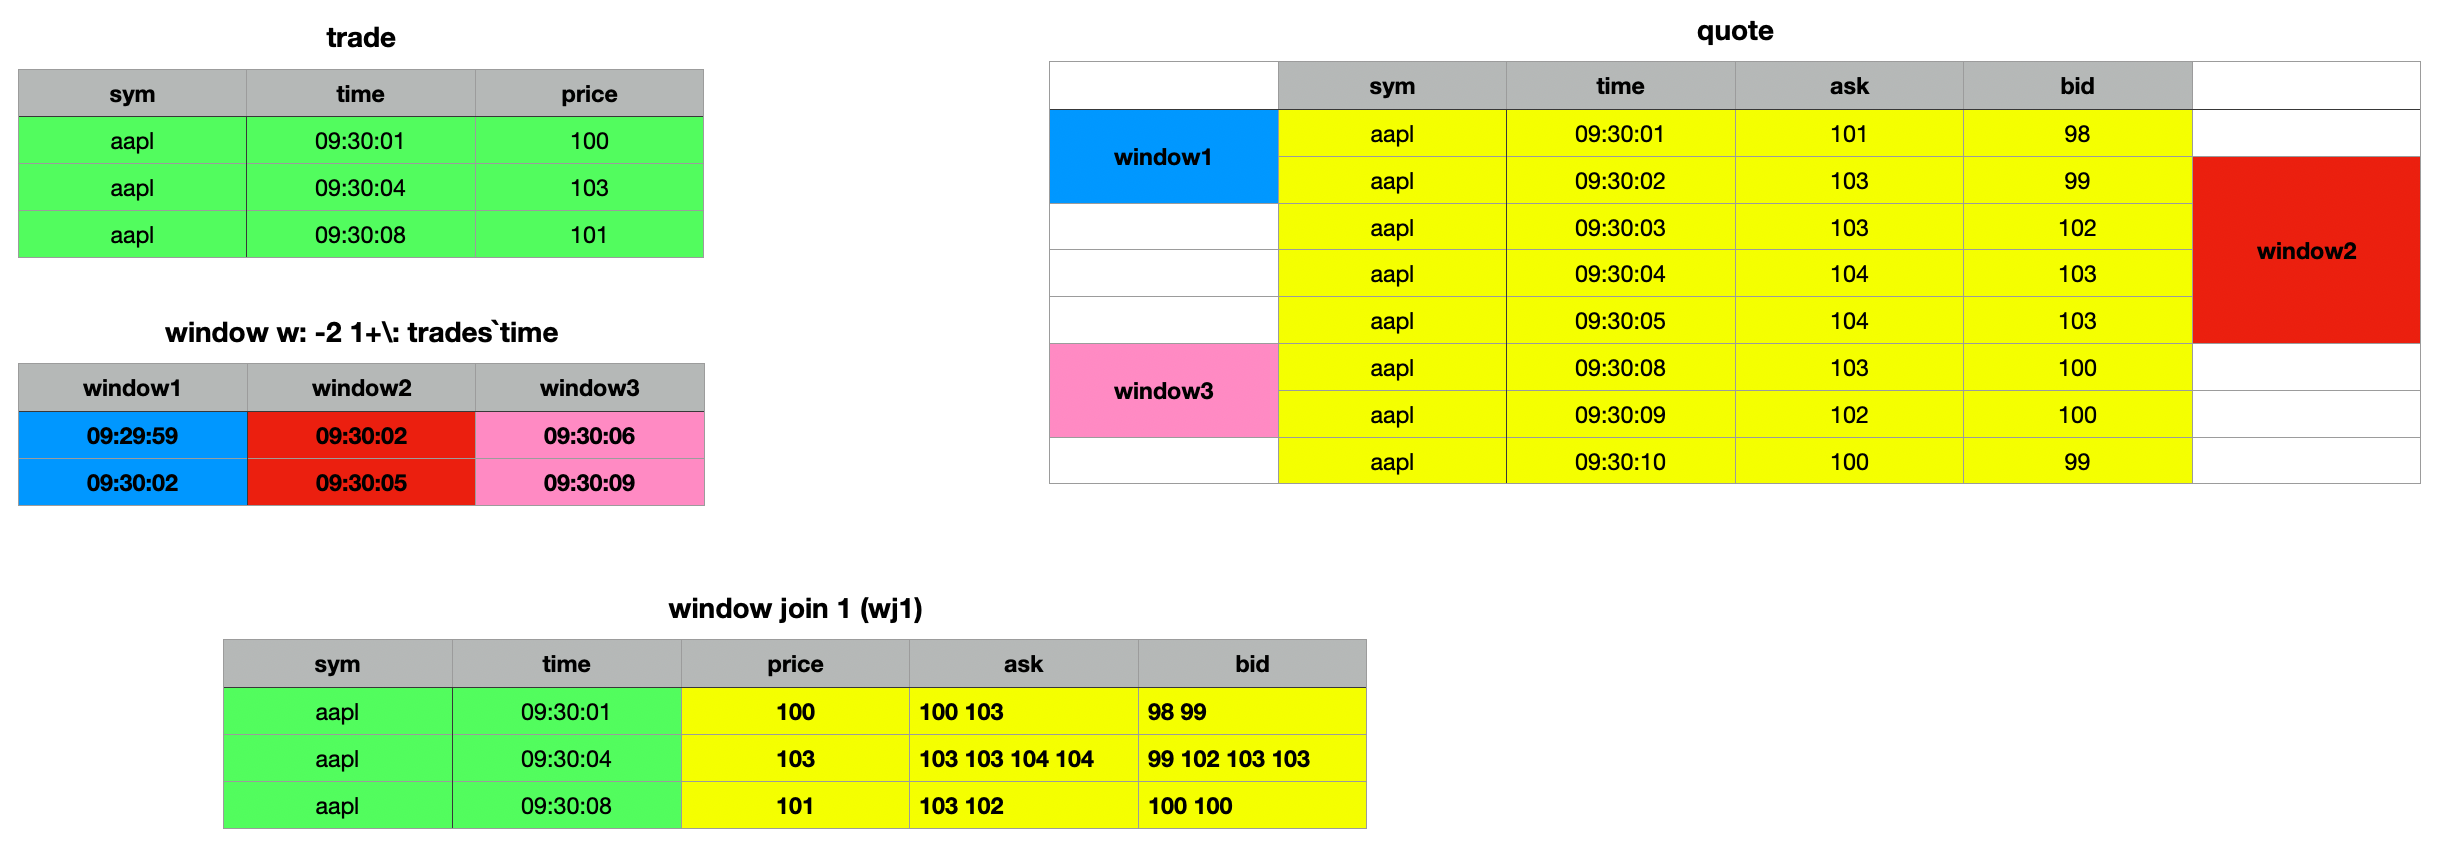 trade
sym time price
aapl 09:30:01 100
aapl 09:30:04 103
aapl 09:30:08 101
window w: -2 1+\: trades`time
window1 window2 window3
09:29:59 09:30:02 09:30:06
09:30:02 09:30:05 09:30:09
quote
sym time ask bid
window1 aapl 09:30:01 101 98
aapl 09:30:02 103 99
aapl 09:30:03 103 102
window2
aapl 09:30:04 104 103
aapl 09:30:05 104 103
window3 aapl 09:30:08 103 100
aapl 09:30:09 102 100
aapl 09:30:10 100 99
window join 1 (wj1)
sym time price ask bid
aapl 09:30:01 100 100 103 98 99
aapl 09:30:04 103 103 103 104 104 99 102 103 103
aapl 09:30:08 101 103 102 100 100